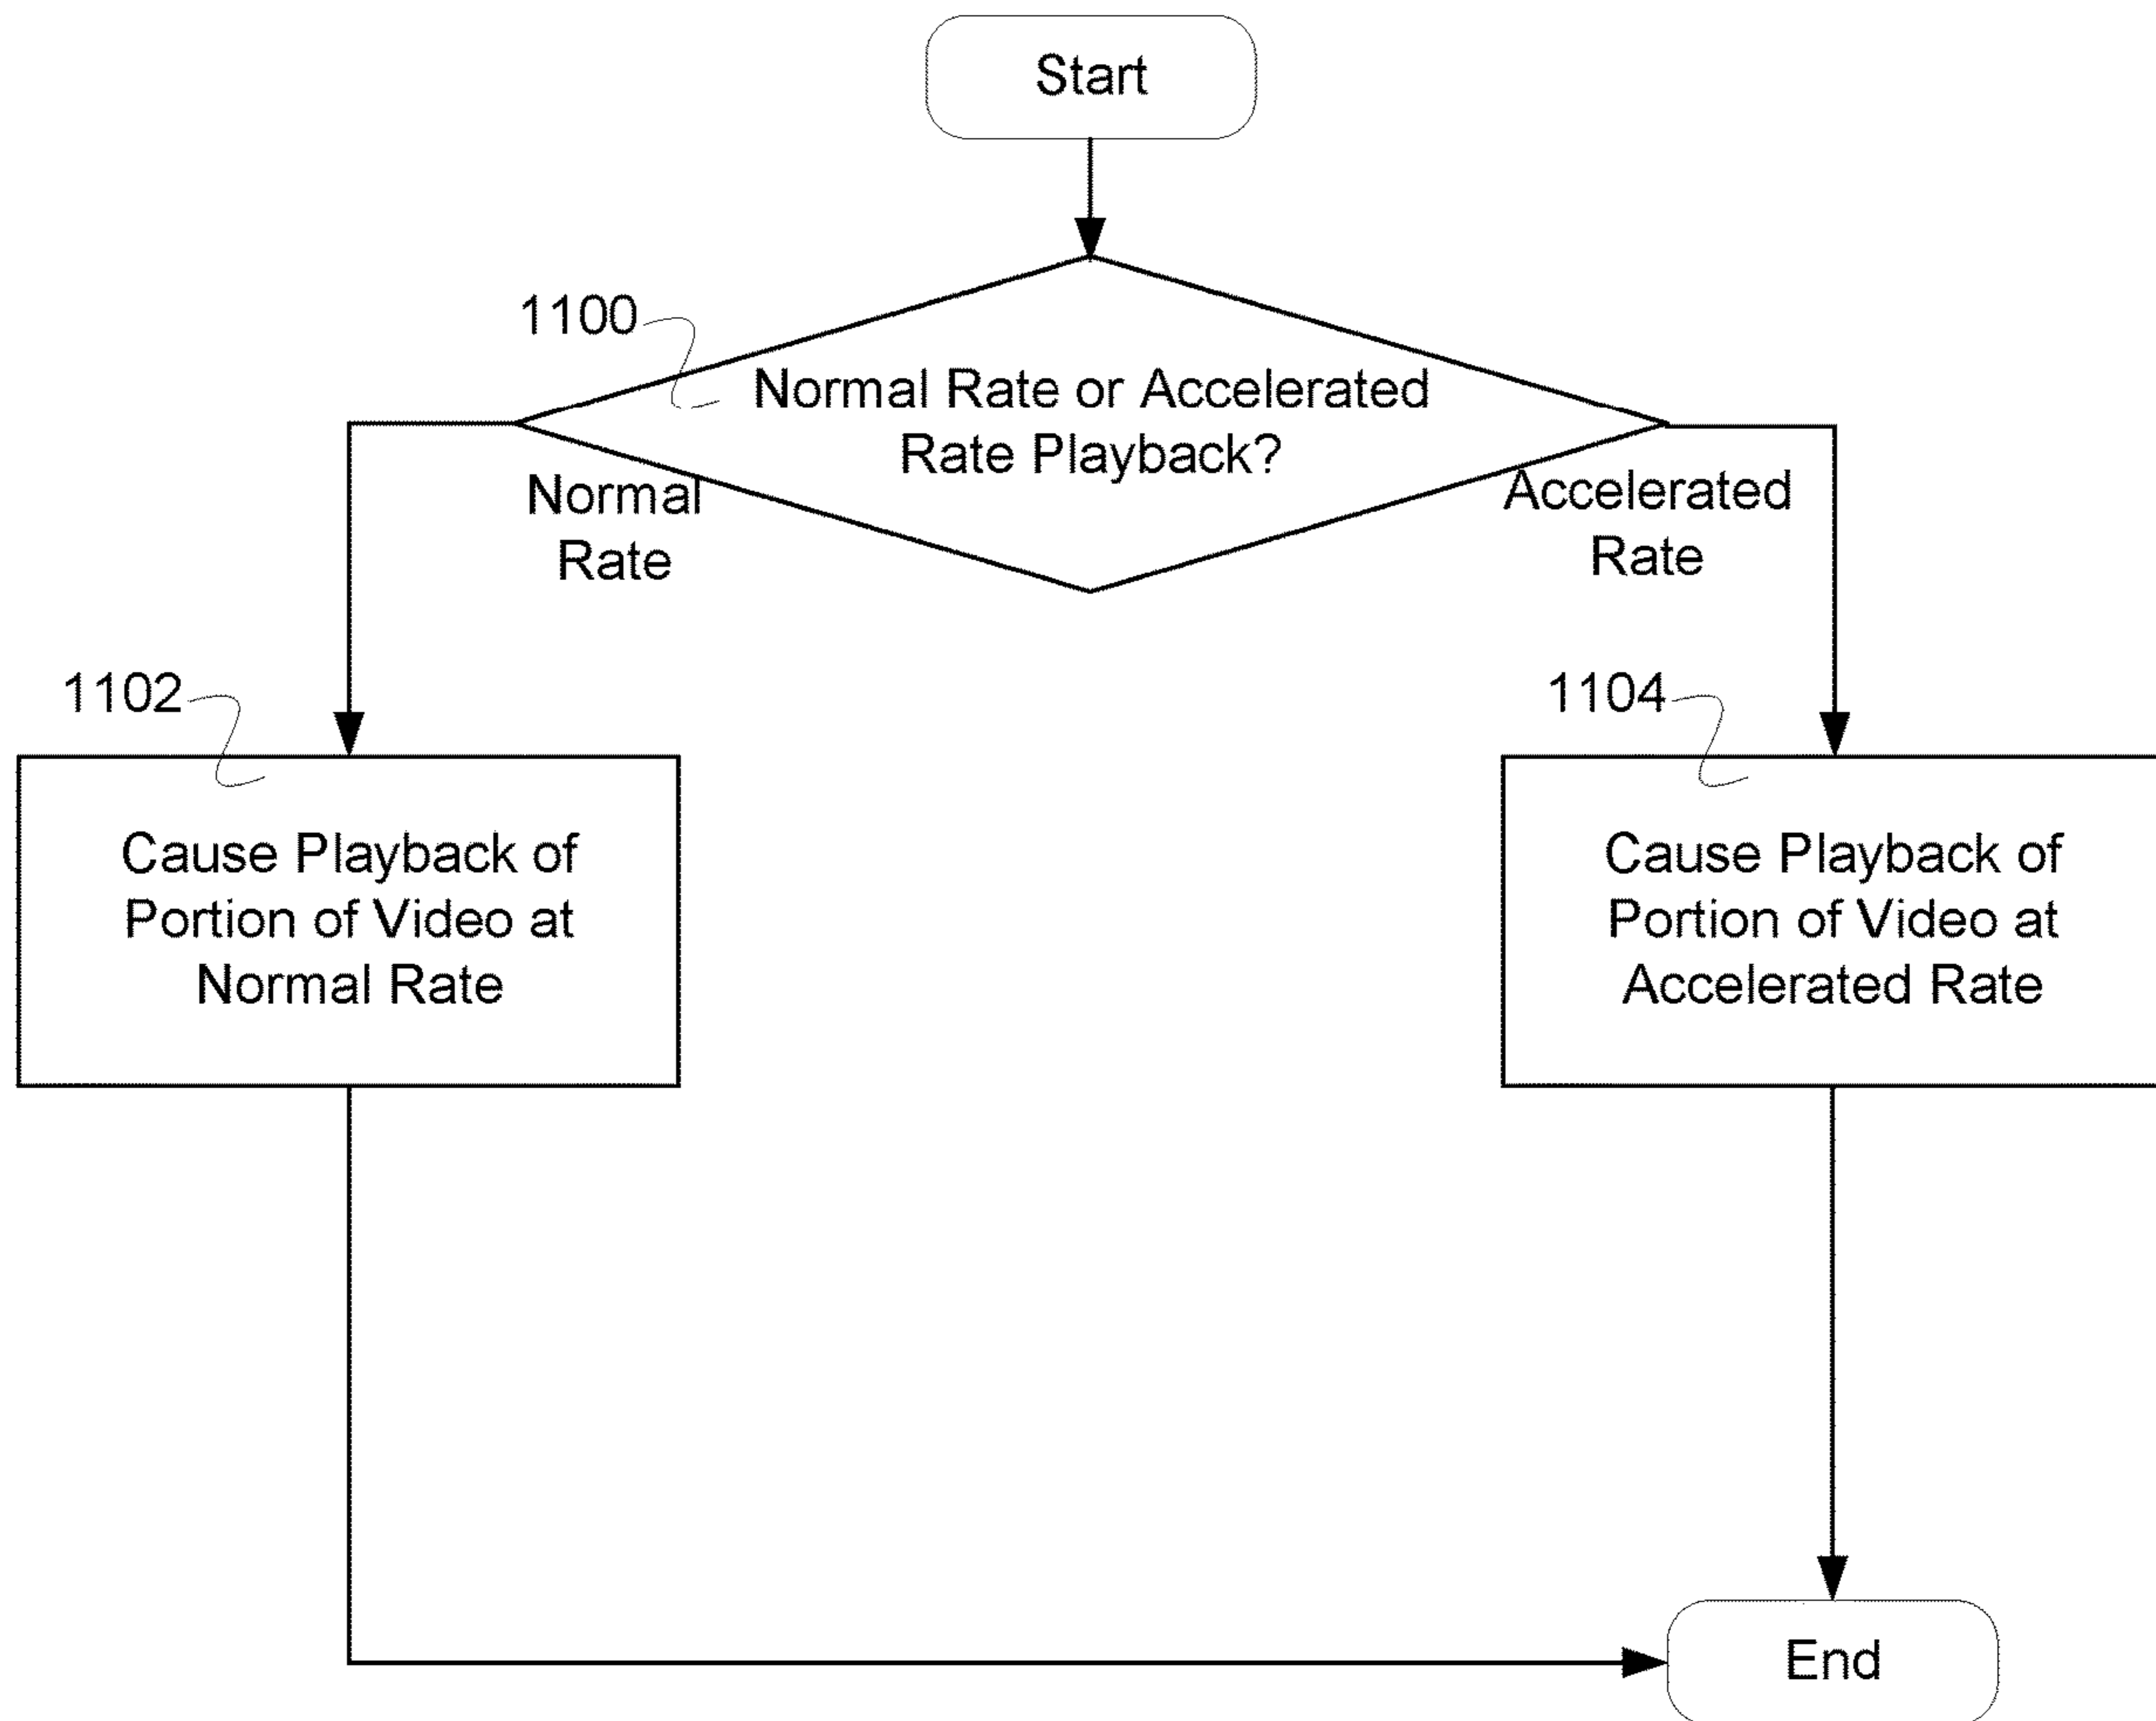 Start
1100
Normal Rate or Accelerated
Rate Playback?
Normal
Rate
Accelerated
Rate
1102
1104
Cause Playback of
Portion of Video at
Normal Rate
Cause Playback of
Portion of Video at
Accelerated Rate
End